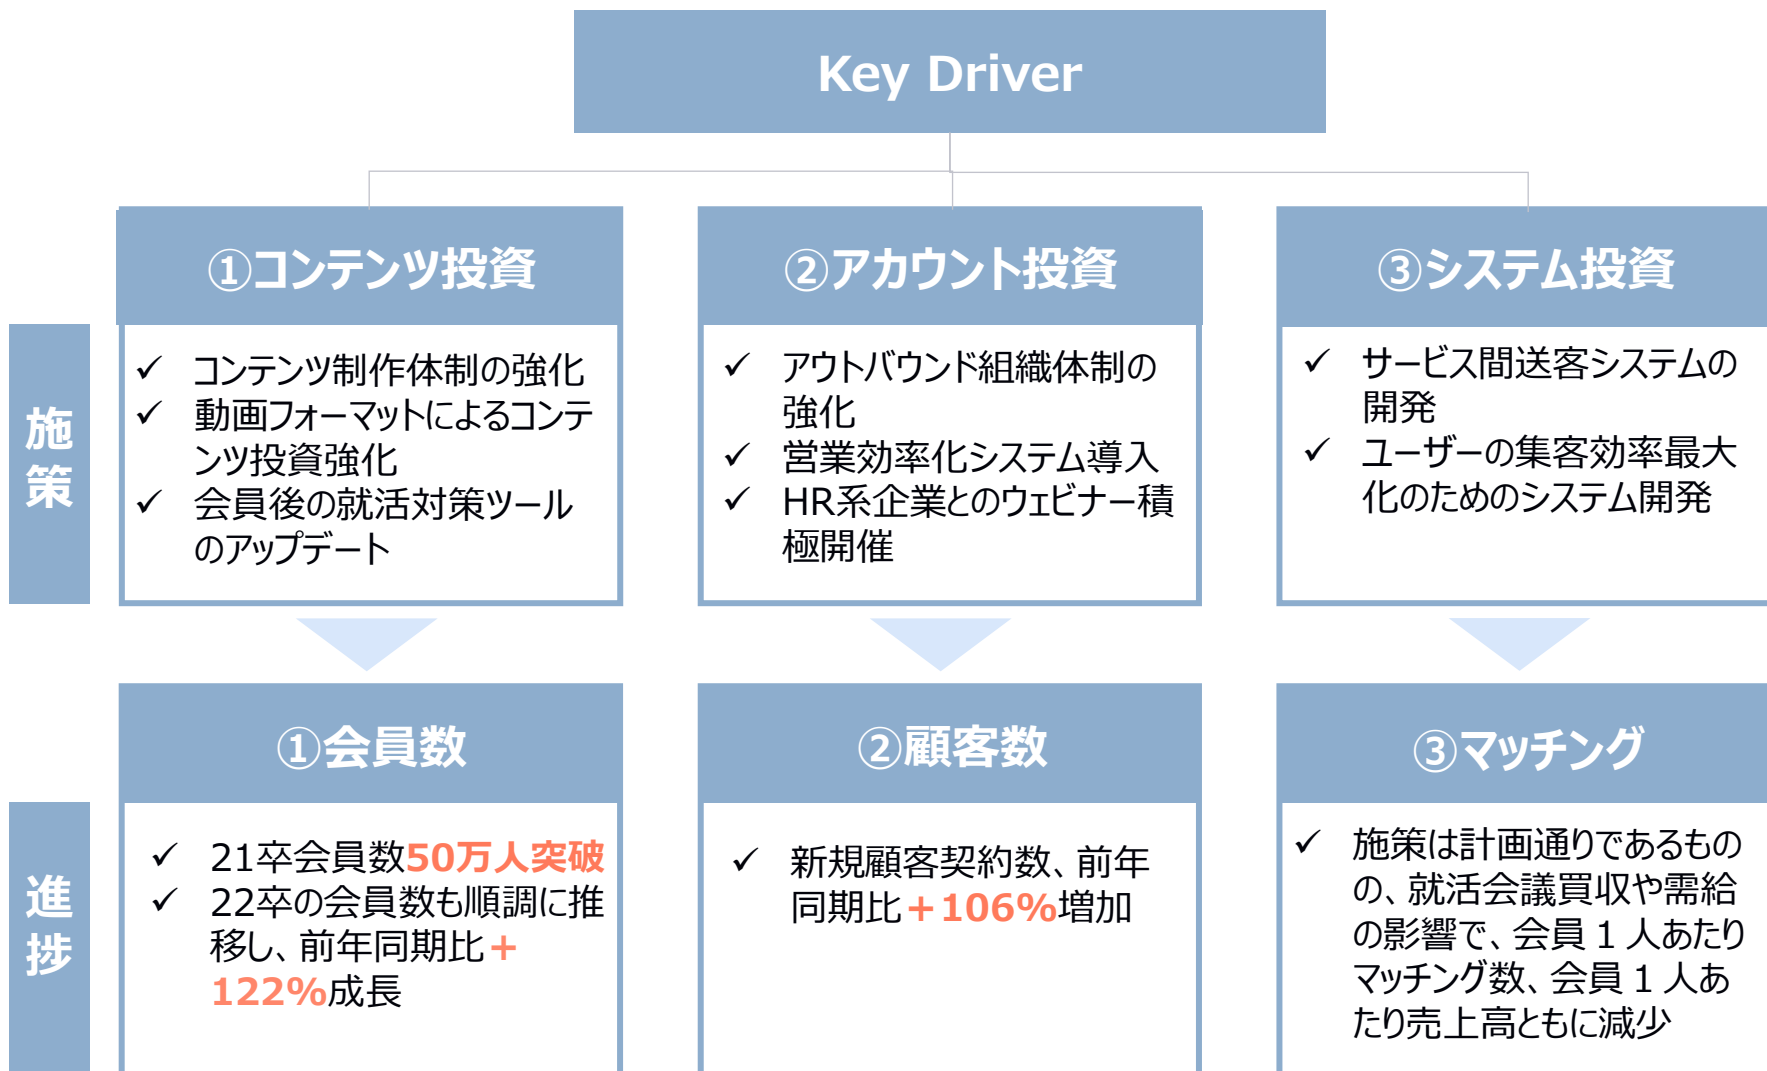 Key Driver
①コンテンツ投資
②アカウント投資
③システム投資
施策
✓ コンテンツ制作体制の強化
✓ 動画フォーマットによるコンテ
ンツ投資強化
✓ 会員後の就活対策ツール
のアップデート
✓ アウトバウンド組織体制の
強化
✓ 営業効率化システム導入
✓ HR系企業とのウェビナー積
極開催
✓ サービス間送客システムの
開発
✓ ユーザーの集客効率最大
化のためのシステム開発
①会員数
②顧客数
③マッチング
進捗
✓ 21卒会員数50万人突破
✓ 22卒の会員数も順調に推
移し、前年同期比＋
122%成長
✓ 新規顧客契約数、前年
同期比＋106%増加
✓ 施策は計画通りであるもの
の、就活会議買収や需給
の影響で、会員１人あたり
マッチング数、会員１人あ
たり売上高ともに減少